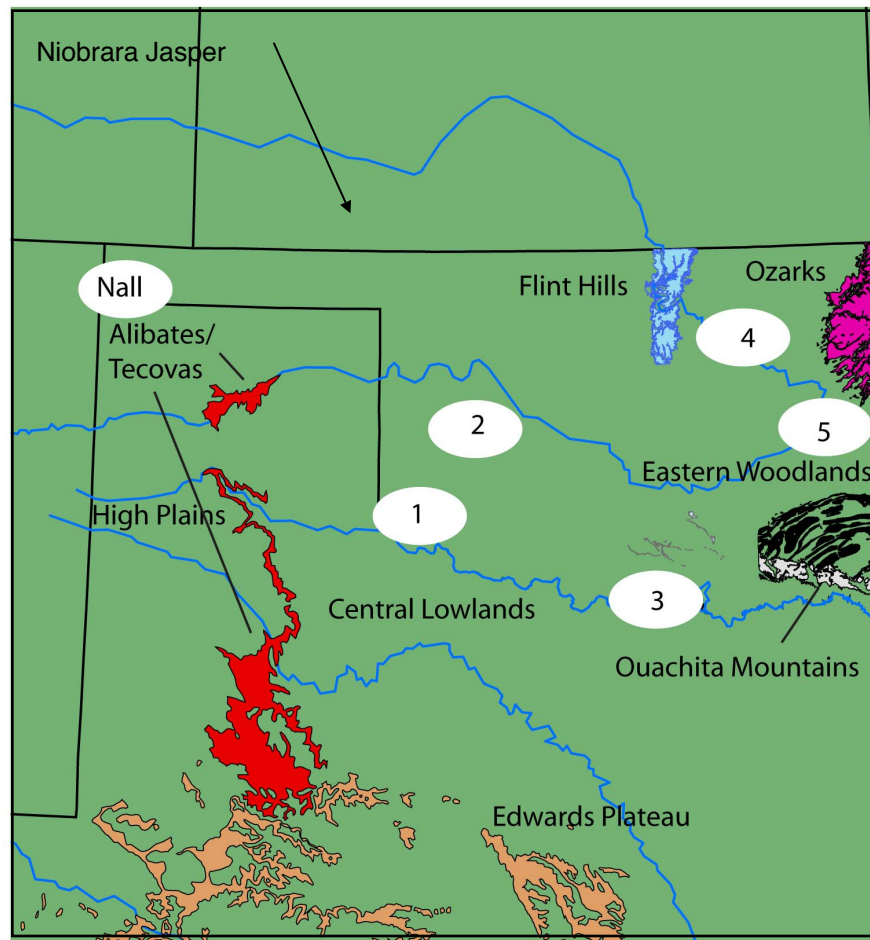 Niobrara Jasper
Nall
Flint Hills
Ozarks
Alibates/
Tecovas
4
2
5
Eastern Woodlands
High Plains
1
3
Central Lowlands
Ouachita Mountains
Edwards Plateau